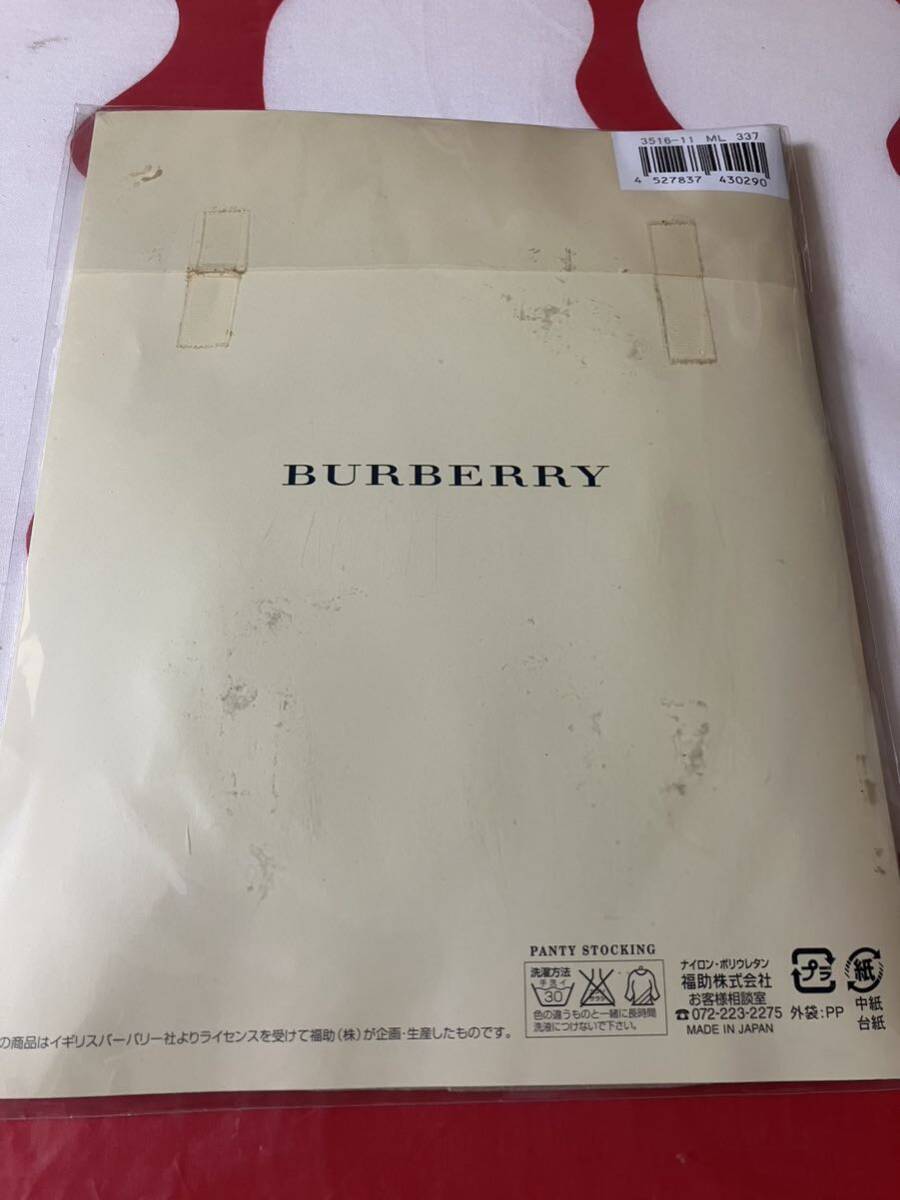 3516-11 ML 337
4 527837 430290
BURBERRY
PANTY STOCKING
洗濯方法
手洗イ
30
色の違うものと一緒に長時間
洗液につけないで下さい。
ナイロン・ポリウレタン
福助株式会社
お客様相談室
☎072-223-2275
MADE IN JAPAN
プラ
外袋:PP
紙
中紙
台紙
の商品はイギリスバーバリー社よりライセンスを受けて福助(株)が企画・生産したものです。